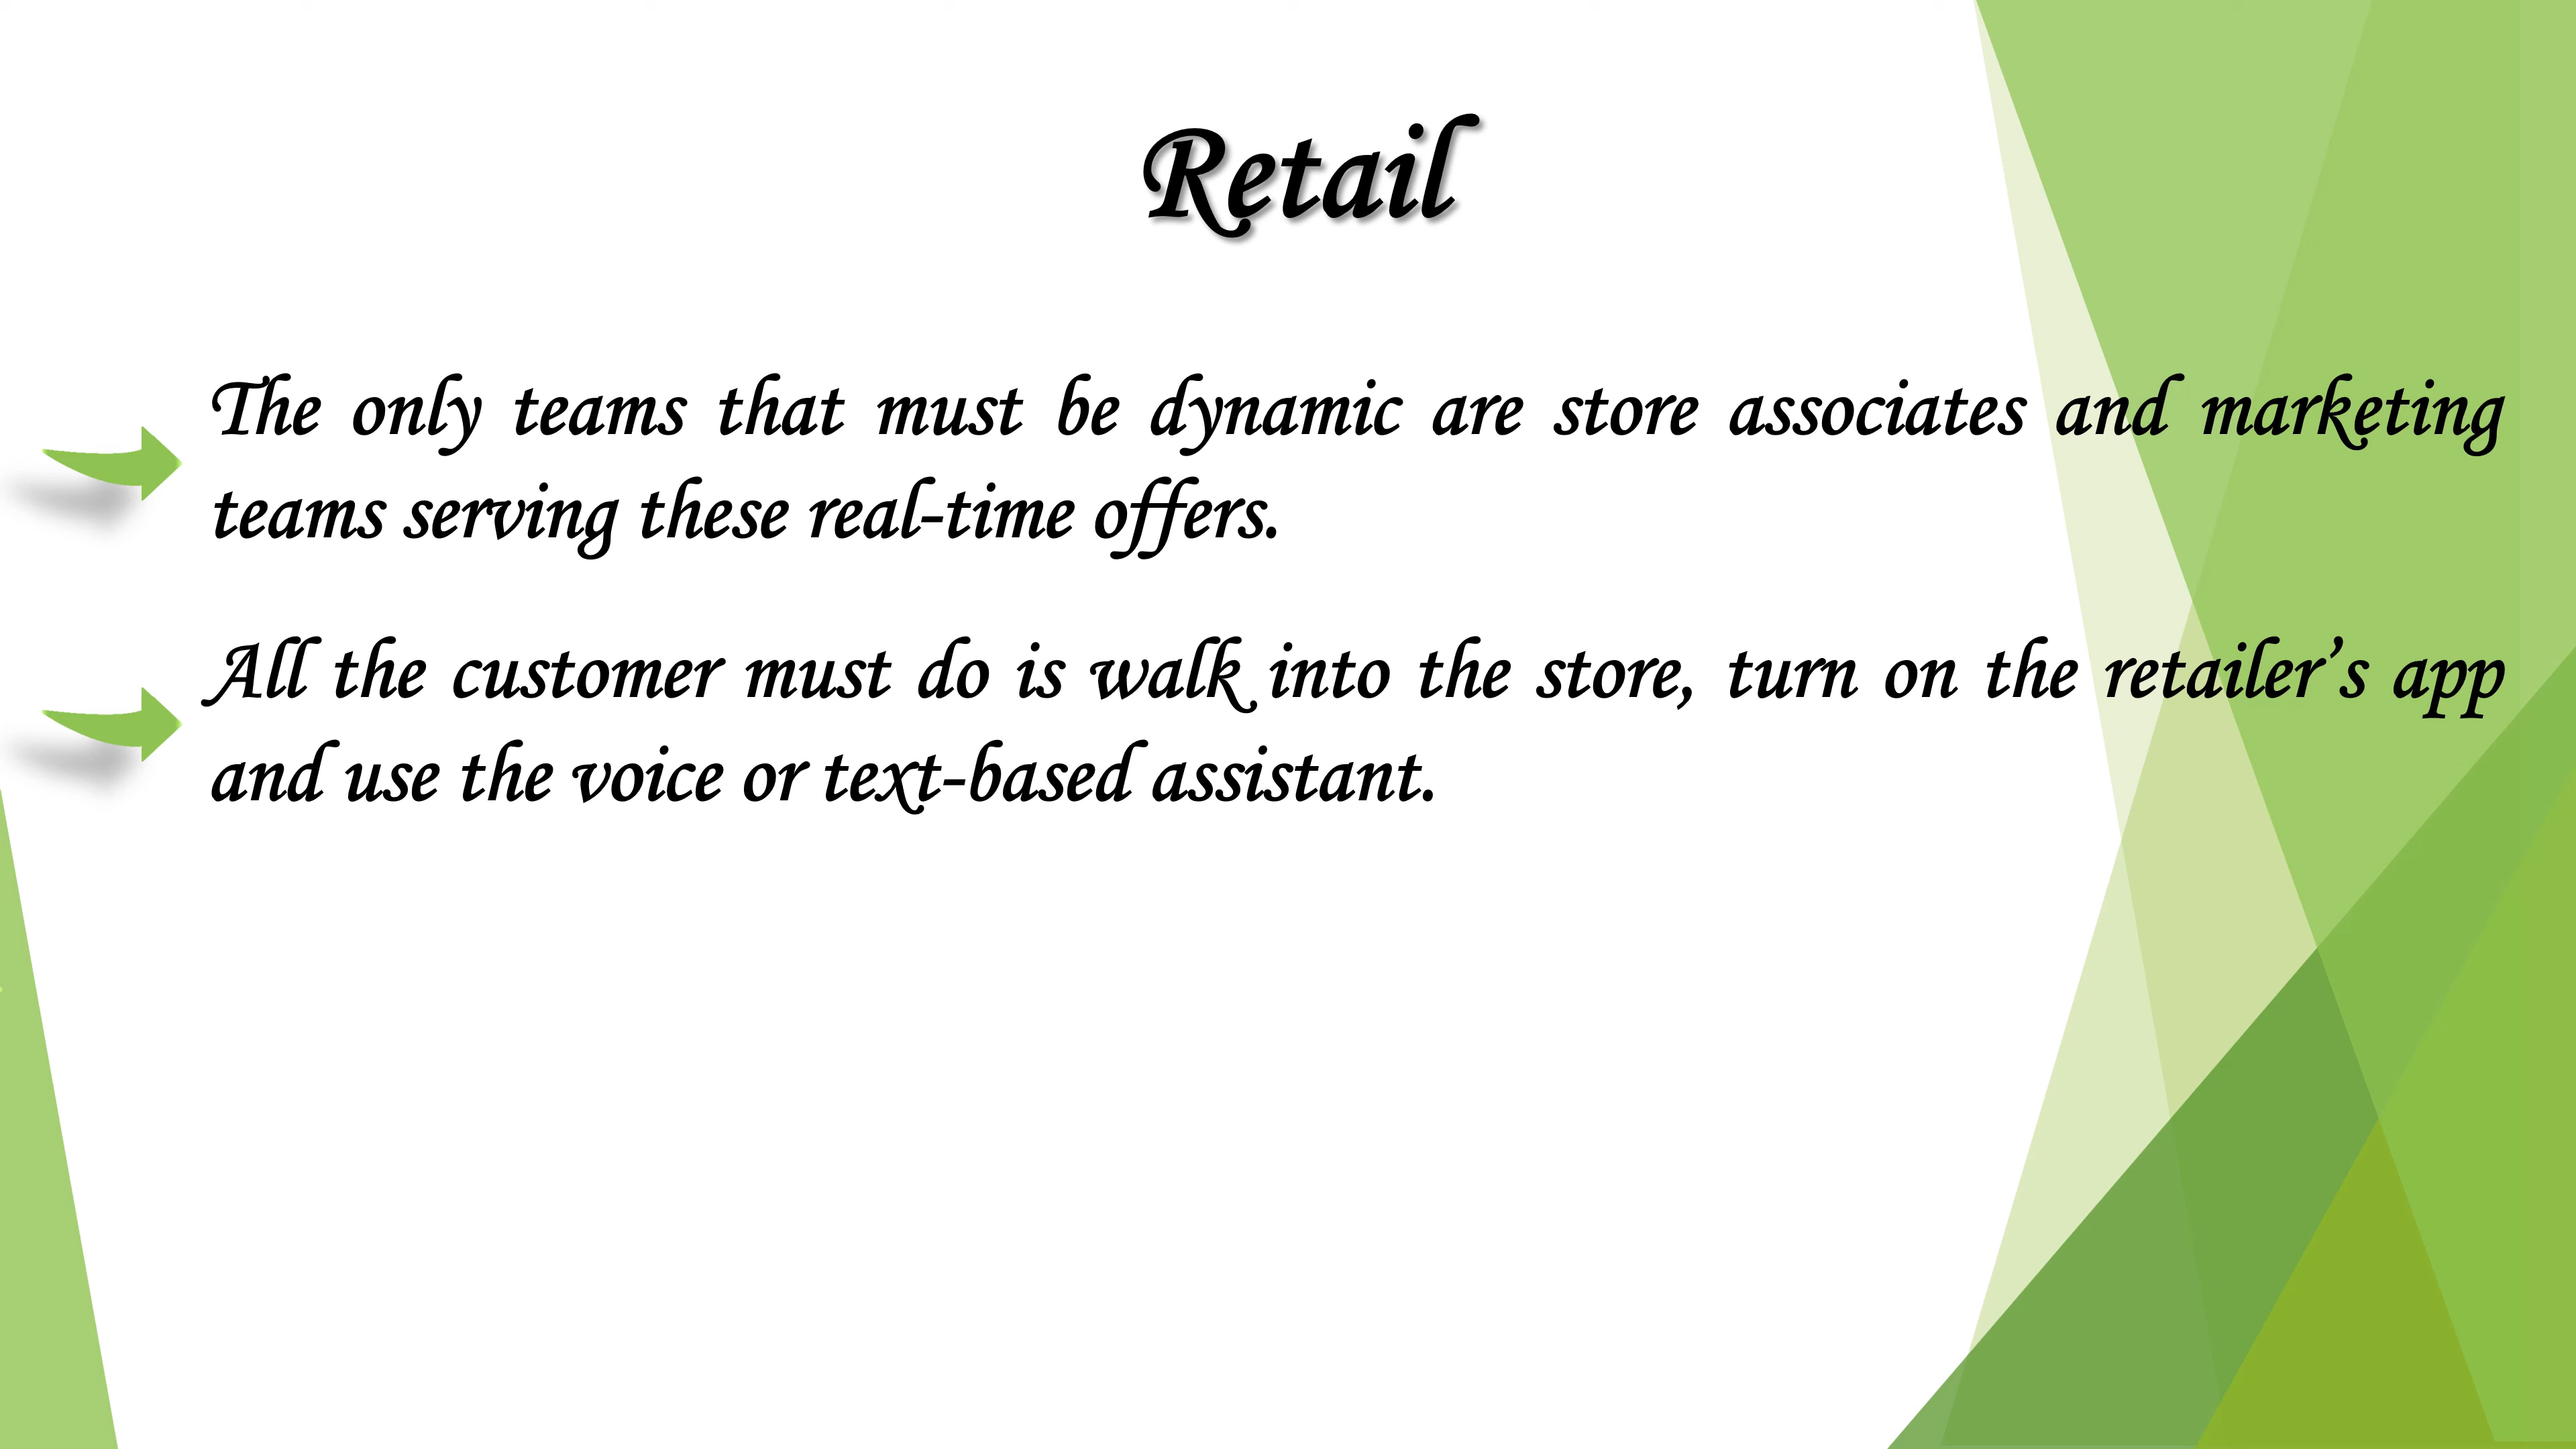 Retail
The only teams that must be dynamic are store associates and marketing
teams serving these real-time offers.
All the customer must do is walk into the store, turn on the retailer’s app
and use the voice or text-based assistant.